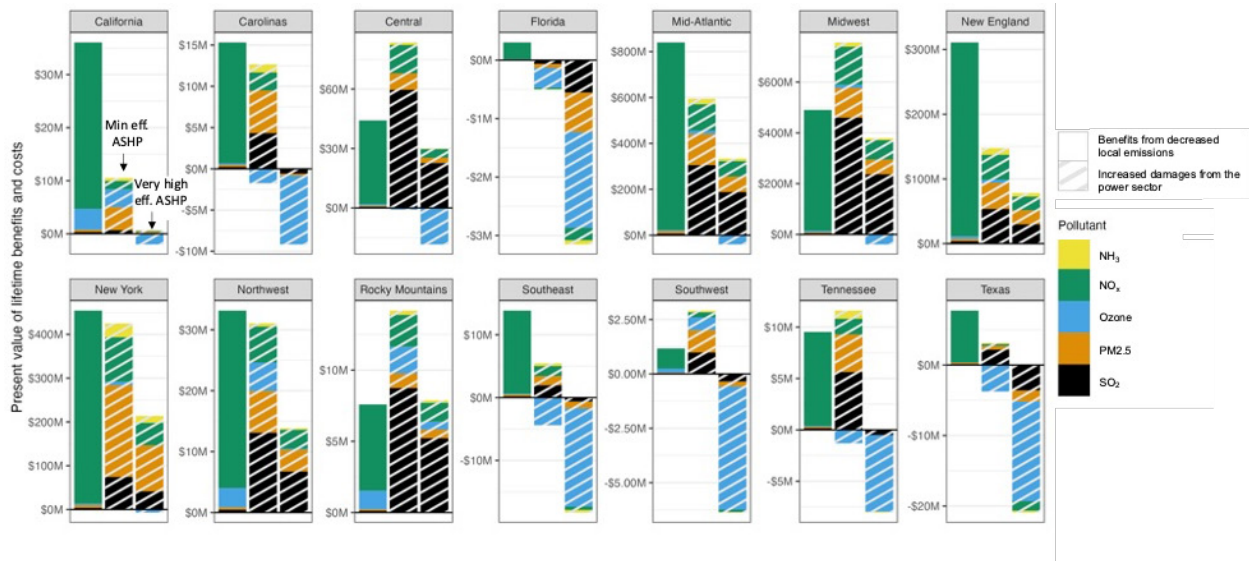 California
Carolinas
Central
Florida
Mid-Atlantic
Midwest
New England
$30M
$20M
$10M
$0M
Min eff.
ASHP
Very high
eff. ASHP
$15M
$10M
$5M
$0M
-$5M
-$10M
$60M
$30M
$0M
$0M
-$1M
-$2M
-$3M
$800M
$600M
$400M
$200M
$0M
$600M
$400M
$200M
$0M
$300M
$200M
$100M
$0M
Present value of lifetime benefits and costs
New York
Northwest
Rocky Mountains
Southeast
Southwest
Tennessee
Texas
$400M
$300M
$200M
$100M
$0M
$30M
$20M
$10M
$0M
$10M
$5M
$0M
$10M
$0M
-$10M
$2.50M
$0.00M
-$2.50M
-$5.00M
$10M
$5M
$0M
-$5M
$0M
-$10M
-$20M
Benefits from decreased
local emissions
Increased damages from the
power sector
Pollutant
NH₃
NOₓ
Ozone
PM2.5
SO₂